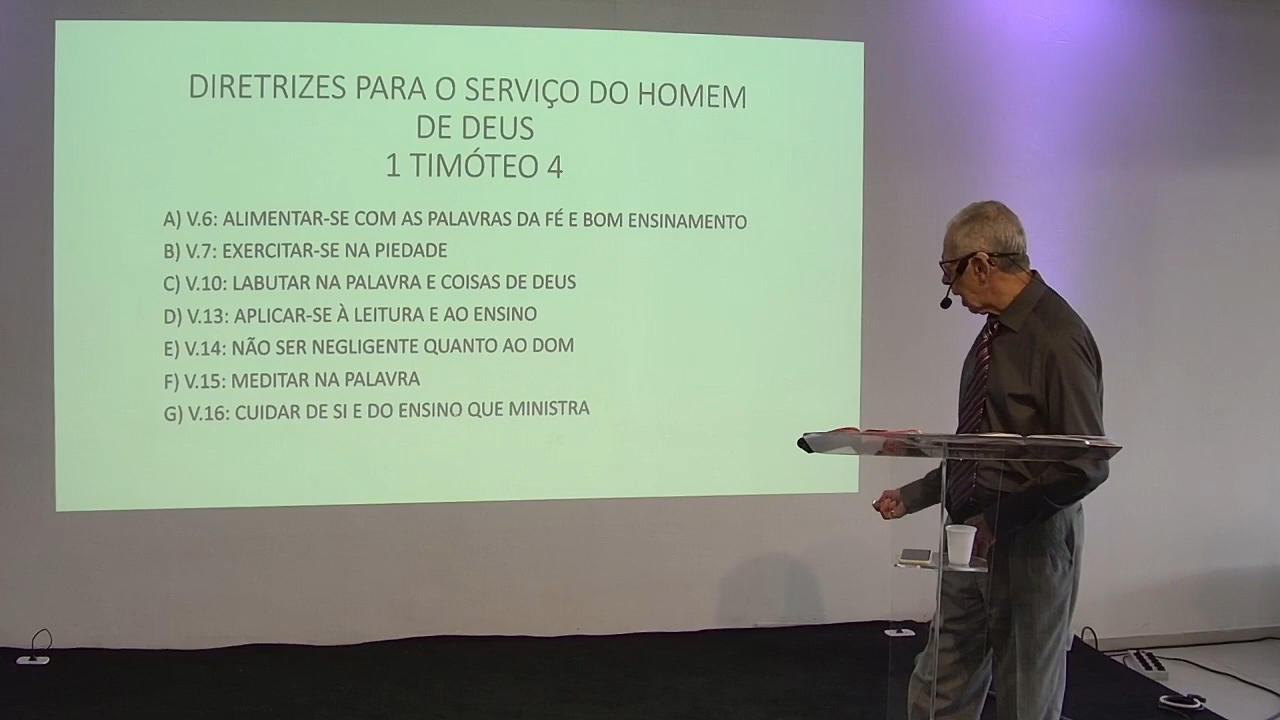 DIRETRIZES PARA O SERVIÇO DO HOMEM
DE DEUS
1 TIMÓTEO 4
A) V.6: ALIMENTAR-SE COM AS PALAVRAS DA FÉ E BOM ENSINAMENTO
B) V.7: EXERCITAR-SE NA PIEDADE
C) V.10: LABUTAR NA PALAVRA E COISAS DE DEUS
D) V.13: APLICAR-SE À LEITURA E AO ENSINO
E) V.14: NÃO SER NEGLIGENTE QUANTO AO DOM
F) V.15: MEDITAR NA PALAVRA
G) V.16: CUIDAR DE SI E DO ENSINO QUE MINISTRA